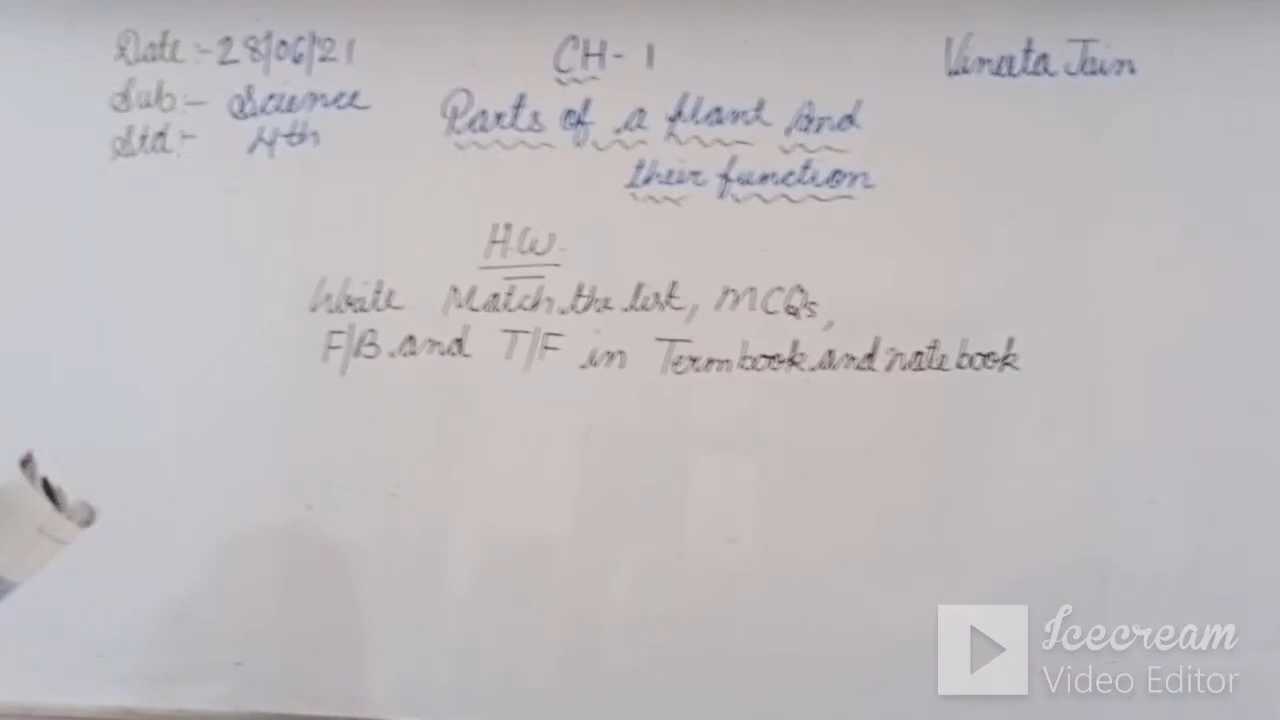 Date:- 28/06/21
CH-1
Vineeta Jain
Sub:- Science
Parts of a Plant And
Std:- 4th
their function
H.W.
Write Match the list, MCQs,
F/B and T/F in Termbook and notebook
Icecream
Video Editor